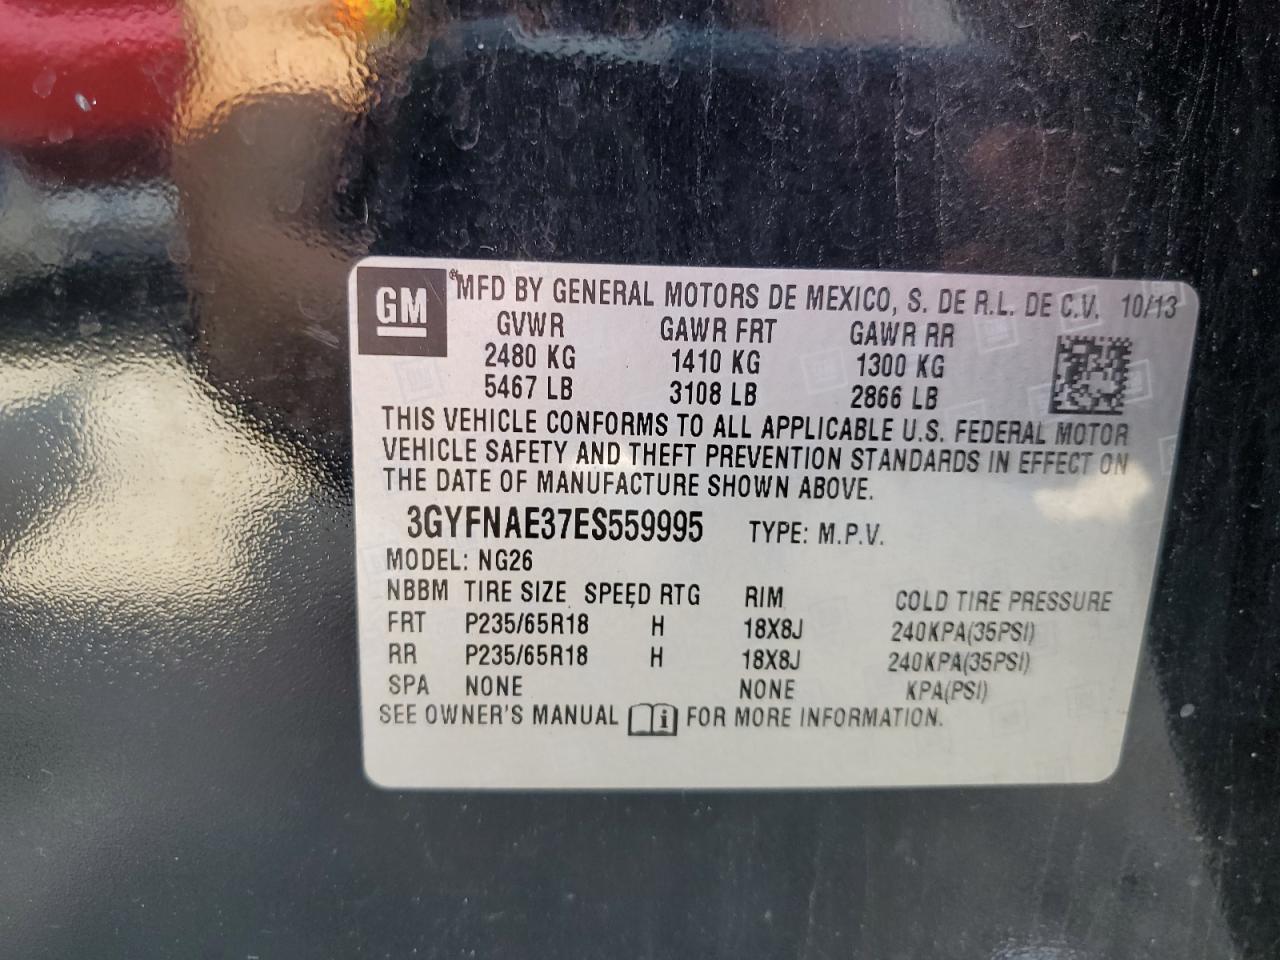 GM
MFD BY GENERAL MOTORS DE MEXICO, S. DE R.L. DE C.V. 10/13
GVWR GAWR FRT GAWR RR
2480 KG 1410 KG 1300 KG
5467 LB 3108 LB 2866 LB
THIS VEHICLE CONFORMS TO ALL APPLICABLE U.S. FEDERAL MOTOR
VEHICLE SAFETY AND THEFT PREVENTION STANDARDS IN EFFECT ON
THE DATE OF MANUFACTURE SHOWN ABOVE.
3GYFNAE37ES559995 TYPE: M.P.V.
MODEL: NG26
NBBM TIRE SIZE SPEED RTG RIM COLD TIRE PRESSURE
FRT P235/65R18 H 18X8J 240KPA(35PSI)
RR P235/65R18 H 18X8J 240KPA(35PSI)
SPA NONE NONE KPA(PSI)
SEE OWNER'S MANUAL i FOR MORE INFORMATION.